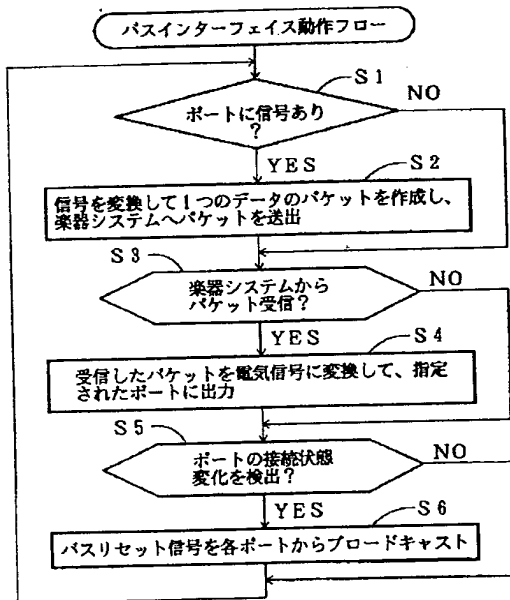 バスインターフェイス動作フロー
S1
ポートに信号あり
?
NO
YES
S2
信号を変換して1つのデータのパケットを作成し、
楽器システムへパケットを送出
S3
楽器システムから
パケット受信?
NO
YES
S4
受信したパケットを電気信号に変換して、指定
されたポートに出力
S5
ポートの接続状態
変化を検出?
NO
YES
S6
バスリセット信号を各ポートからブロードキャスト